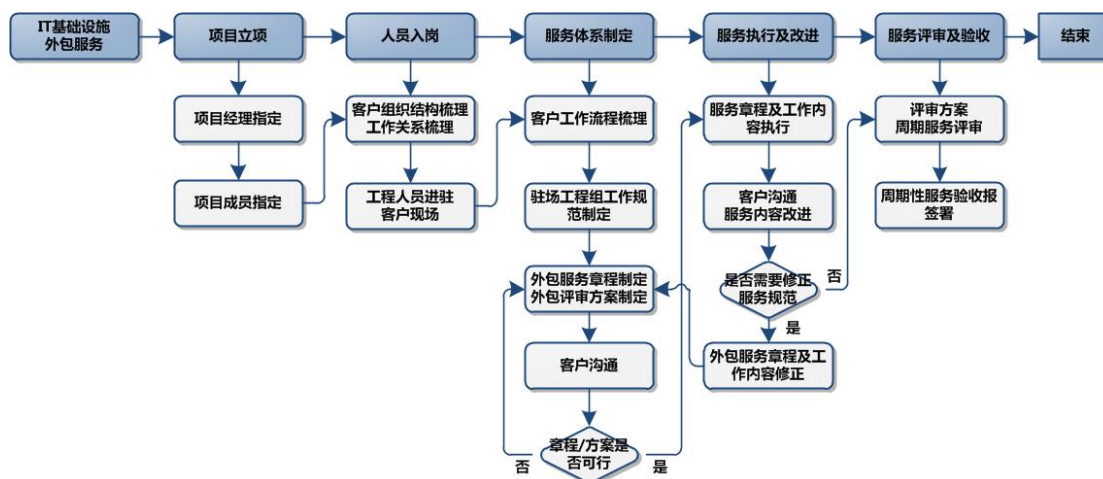 IT基础设施
外包服务
项目立项
人员入岗
服务体系制定
服务执行及改进
服务评审及验收
结束
项目经理指定
项目成员指定
客户组织结构梳理
工作关系梳理
工程人员进驻
客户现场
客户工作流程梳理
驻场工程组工作规
范制定
外包服务章程制定
外包评审方案制定
客户沟通
章程/方案是
否可行
否
是
服务章程及工作内
容执行
客户沟通
服务内容改进
是否需要修正
服务规范
否
是
外包服务章程及工
作内容修正
评审方案
周期服务评审
周期性服务验收报
签署